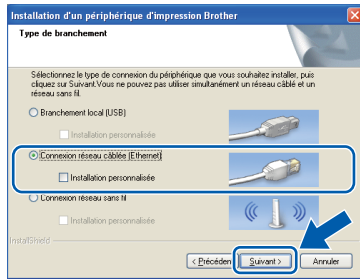 Installation d'un périphérique d'impression Brother
Type de branchement
Sélectionnez le type de connexion du périphérique que vous souhaitez installer, puis
cliquez sur Suivant.Vous ne pouvez pas utiliser simultanément un réseau câblé et un
réseau sans fil.
Branchement local (USB)
Installation personnalisée
Connexion réseau câblée (Ethernet)
Installation personnalisée
Connexion réseau sans fil
Installation personnalisée
InstallShield
< Précéden
Suivant >
Annuler